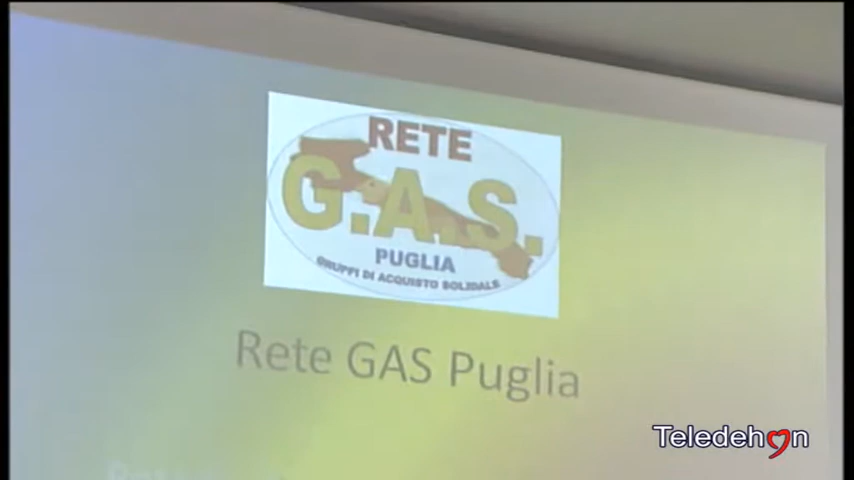 RETE
G.A.S.
PUGLIA
GRUPPI DI ACQUISTO SOLIDALE
Rete GAS Puglia
Teledehon